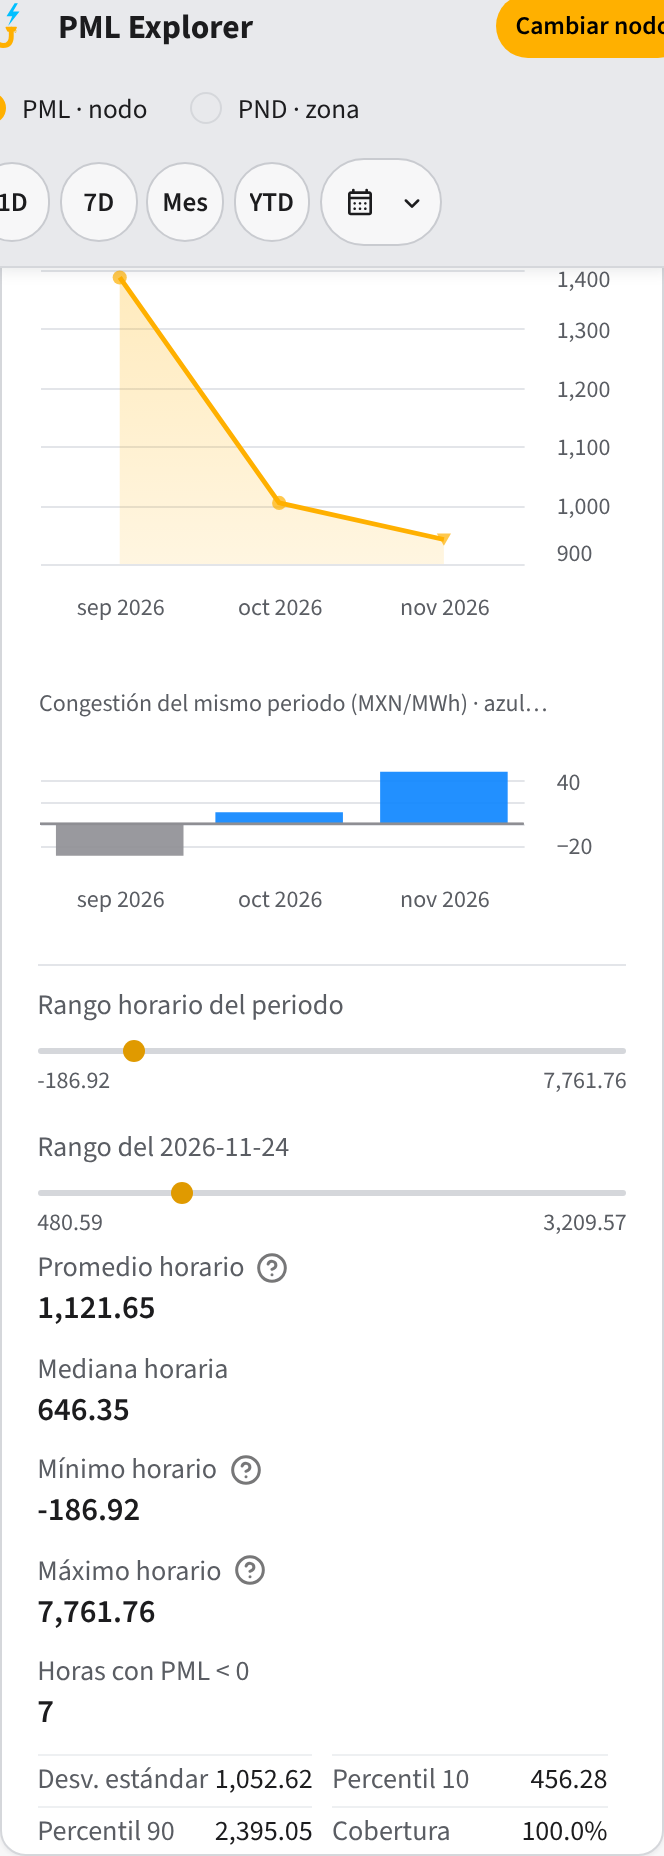 PML Explorer
Cambiar nodo
PML · nodo
PND · zona
1D
7D
Mes
YTD
1,400
1,300
1,200
1,100
1,000
900
sep 2026
oct 2026
nov 2026
Congestión del mismo periodo (MXN/MWh) · azul…
40
−20
sep 2026
oct 2026
nov 2026
Rango horario del periodo
-186.92
7,761.76
Rango del 2026-11-24
480.59
3,209.57
Promedio horario ?
1,121.65
Mediana horaria
646.35
Mínimo horario ?
-186.92
Máximo horario ?
7,761.76
Horas con PML < 0
7
Desv. estándar 1,052.62
Percentil 10 456.28
Percentil 90 2,395.05
Cobertura 100.0%